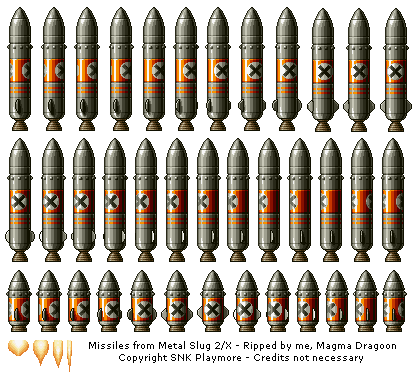 Missiles from Metal Slug 2/X - Ripped by me, Magma Dragoon
Copyright SNK Playmore - Credits not necessary